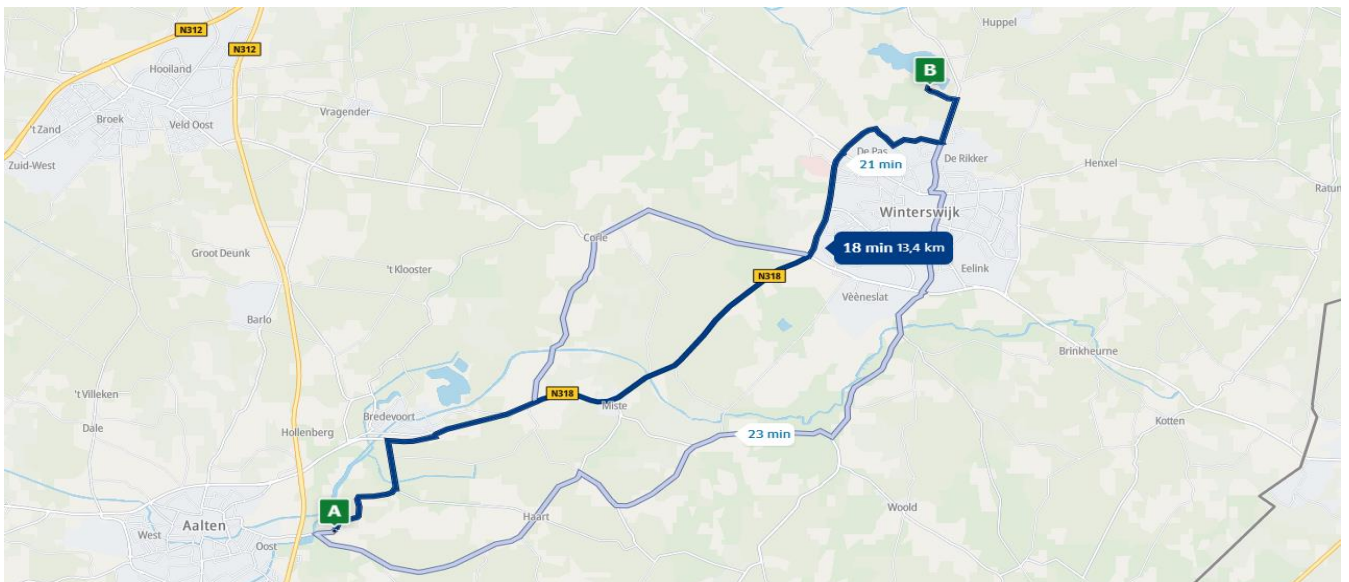 N312
Huppel
N312
Hooiland
B
Vragender
't Zand
Broek
Veld Oost
De Pas
De Rikker
Henxel
Zuid-West
21 min
Ratum
Winterswijk
Corle
18 min 13,4 km
Groot Deunk
't Klooster
N318
Eelink
Vèèneslat
Barlo
Brinkheurne
't Villeken
N318
Miste
Bredevoort
Kotten
Dale
Hollenberg
23 min
A
Woold
Haart
Aalten
West
Oost